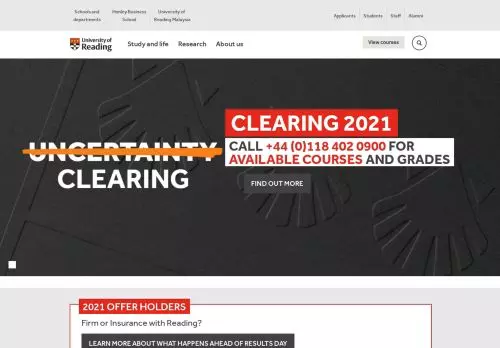 Schools and departments
Henley Business School
University of Reading Malaysia
Applicants
Students
Staff
Alumni
University of Reading
Study and life
Research
About us
View courses
UNCERTAINTY
CLEARING
CLEARING 2021
CALL +44 (0)118 402 0900 FOR
AVAILABLE COURSES AND GRADES
FIND OUT MORE
2021 OFFER HOLDERS
Firm or Insurance with Reading?
LEARN MORE ABOUT WHAT HAPPENS AHEAD OF RESULTS DAY